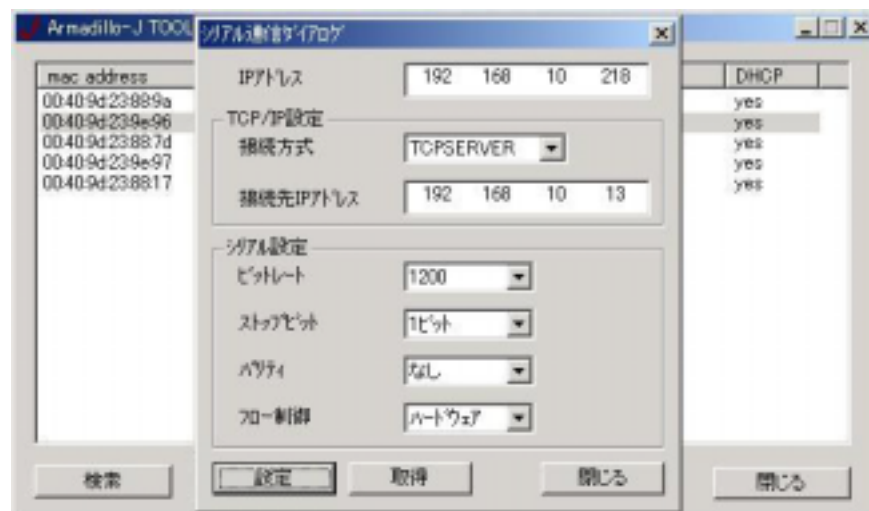 Armadillo-J TOOL
シリアル通信ダイアログ
mac address
DHCP
00:40:9d:23:88:9a
yes
00:40:9d:23:9e:96
yes
00:40:9d:23:88:7d
yes
00:40:9d:23:9e:97
yes
00:40:9d:23:88:17
yes
IPアドレス 192 168 10 218
TCP/IP設定
接続方式 TCPSERVER
接続先IPアドレス 192 168 10 13
シリアル設定
ビットレート 1200
ストップビット 1ビット
パリティ なし
フロー制御 ハードウェア
設定 取得 閉じる
検索
閉じる